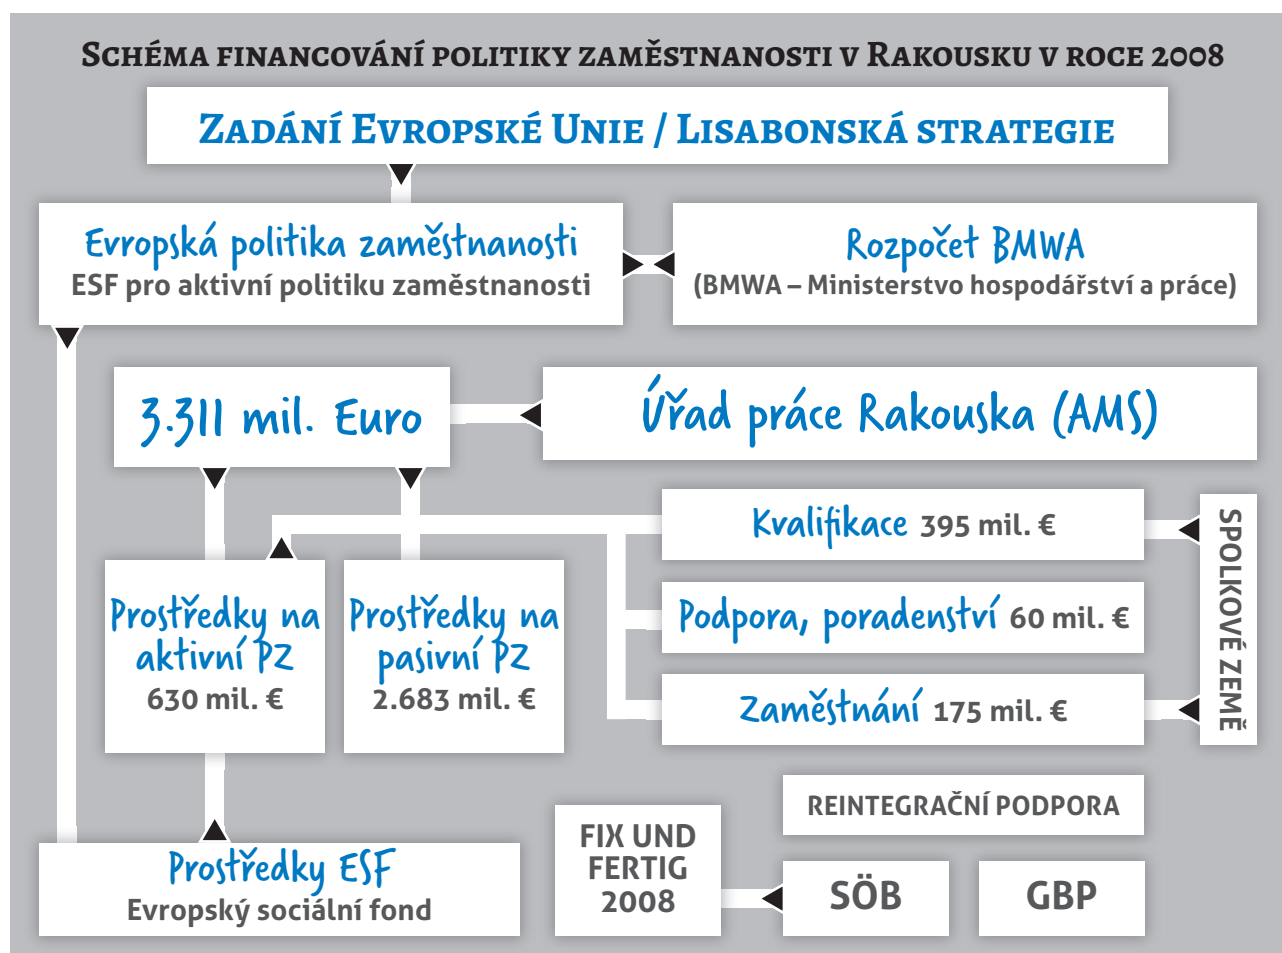 Schéma financování politiky zaměstnanosti v Rakousku v roce 2008
Zadání Evropské Unie / Lisabonská strategie
Evropská politika zaměstnanosti
ESF pro aktivní politiku zaměstnanosti
Rozpočet BMWA
(BMWA – Ministerstvo hospodářství a práce)
3.311 mil. Euro
Úřad práce Rakouska (AMS)
Kvalifikace 395 mil. €
Podpora, poradenství 60 mil. €
Zaměstnání 175 mil. €
SPOLKOVÉ ZEMĚ
Prostředky na
aktivní PZ
630 mil. €
Prostředky na
pasivní PZ
2.683 mil. €
REINTEGRAČNÍ PODPORA
FIX UND
FERTIG
2008
SÖB
GBP
Prostředky ESF
Evropský sociální fond